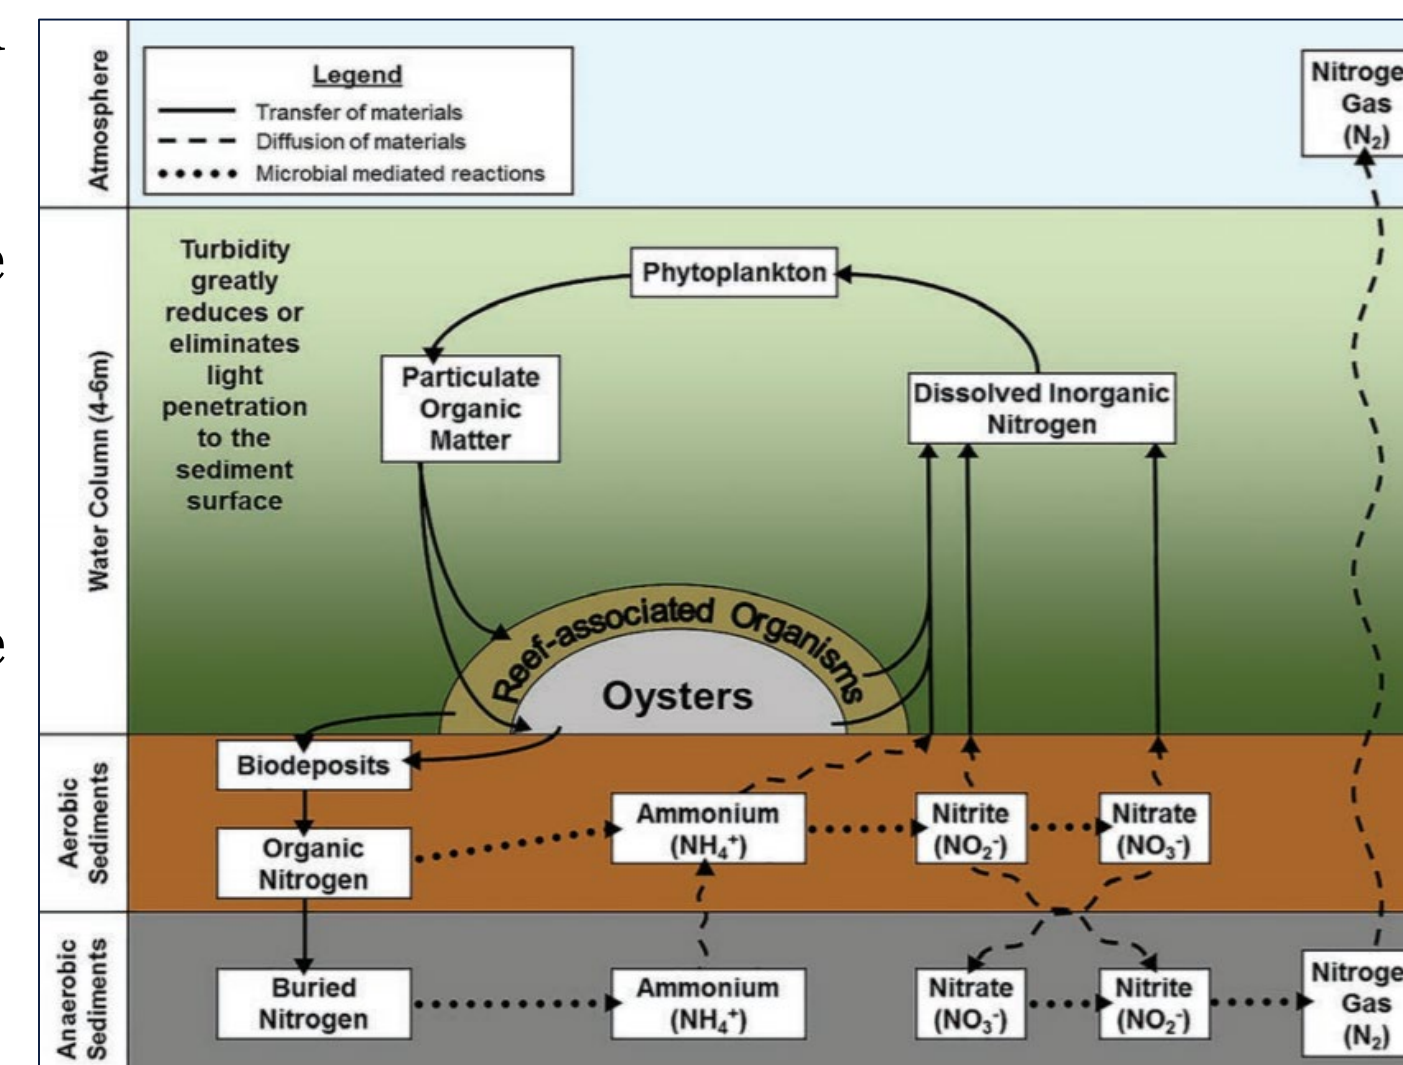 Atmosphere
Legend
Transfer of materials
Diffusion of materials
Microbial mediated reactions
Nitroge
Gas
(N₂)
Water Column (4-6m)
Turbidity
greatly
reduces or
eliminates
light
penetration
to the
sediment
surface
Phytoplankton
Particulate
Organic
Matter
Dissolved Inorganic
Nitrogen
Reef-associated Organisms
Oysters
Aerobic
Sediments
Biodeposits
Organic
Nitrogen
Ammonium
(NH₄⁺)
Nitrite
(NO₂⁻)
Nitrate
(NO₃⁻)
Anaerobic
Sediments
Buried
Nitrogen
Ammonium
(NH₄⁺)
Nitrate
(NO₃⁻)
Nitrite
(NO₂⁻)
Nitroge
Gas
(N₂)
e
e